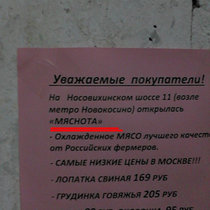 Уважаемые покупатели!
На Носовихинском шоссе 11 (возле
метро Новокосино) открылась
«МЯСНОТА»
- Охлажденное МЯСО лучшего качест
от Российских фермеров.
- САМЫЕ НИЗКИЕ ЦЕНЫ В МОСКВЕ!!!
- ЛОПАТКА СВИНАЯ 169 РУБ
- ГРУДИНКА ГОВЯЖЬЯ 205 РУБ